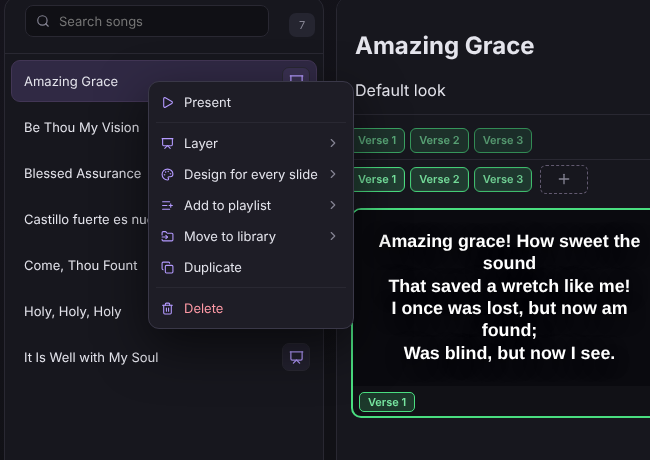 Search songs
7
Amazing Grace
Be Thou My Vision
Blessed Assurance
Castillo fuerte es
Come, Thou Fount
Holy, Holy, Holy
It Is Well with My Soul
Present
Layer
Design for every slide
Add to playlist
Move to library
Duplicate
Delete
Amazing Grace
Default look
Verse 1 Verse 2 Verse 3
Verse 1 Verse 2 Verse 3 +
Amazing grace! How sweet the
sound
That saved a wretch like me!
I once was lost, but now am
found;
Was blind, but now I see.
Verse 1